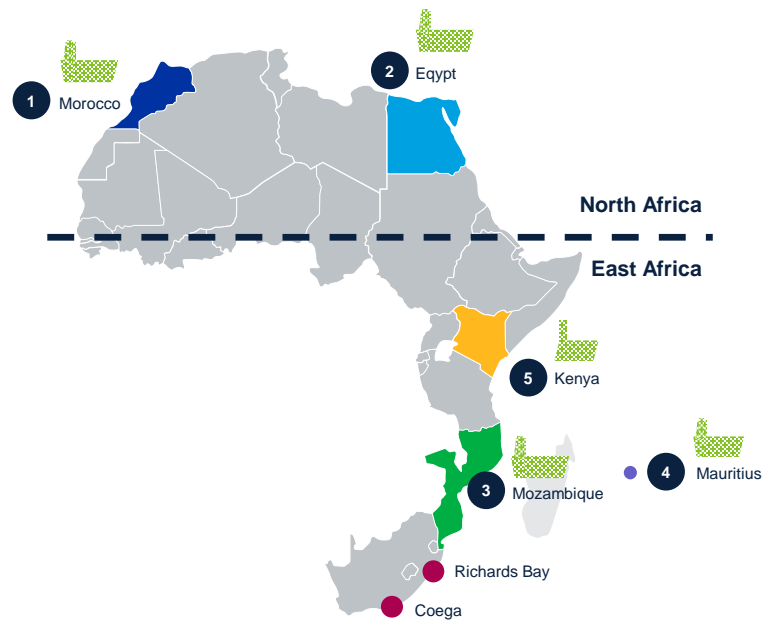 1 Morocco
2 Eqypt
North Africa
East Africa
5 Kenya
3 Mozambique
4 Mauritius
Richards Bay
Coega